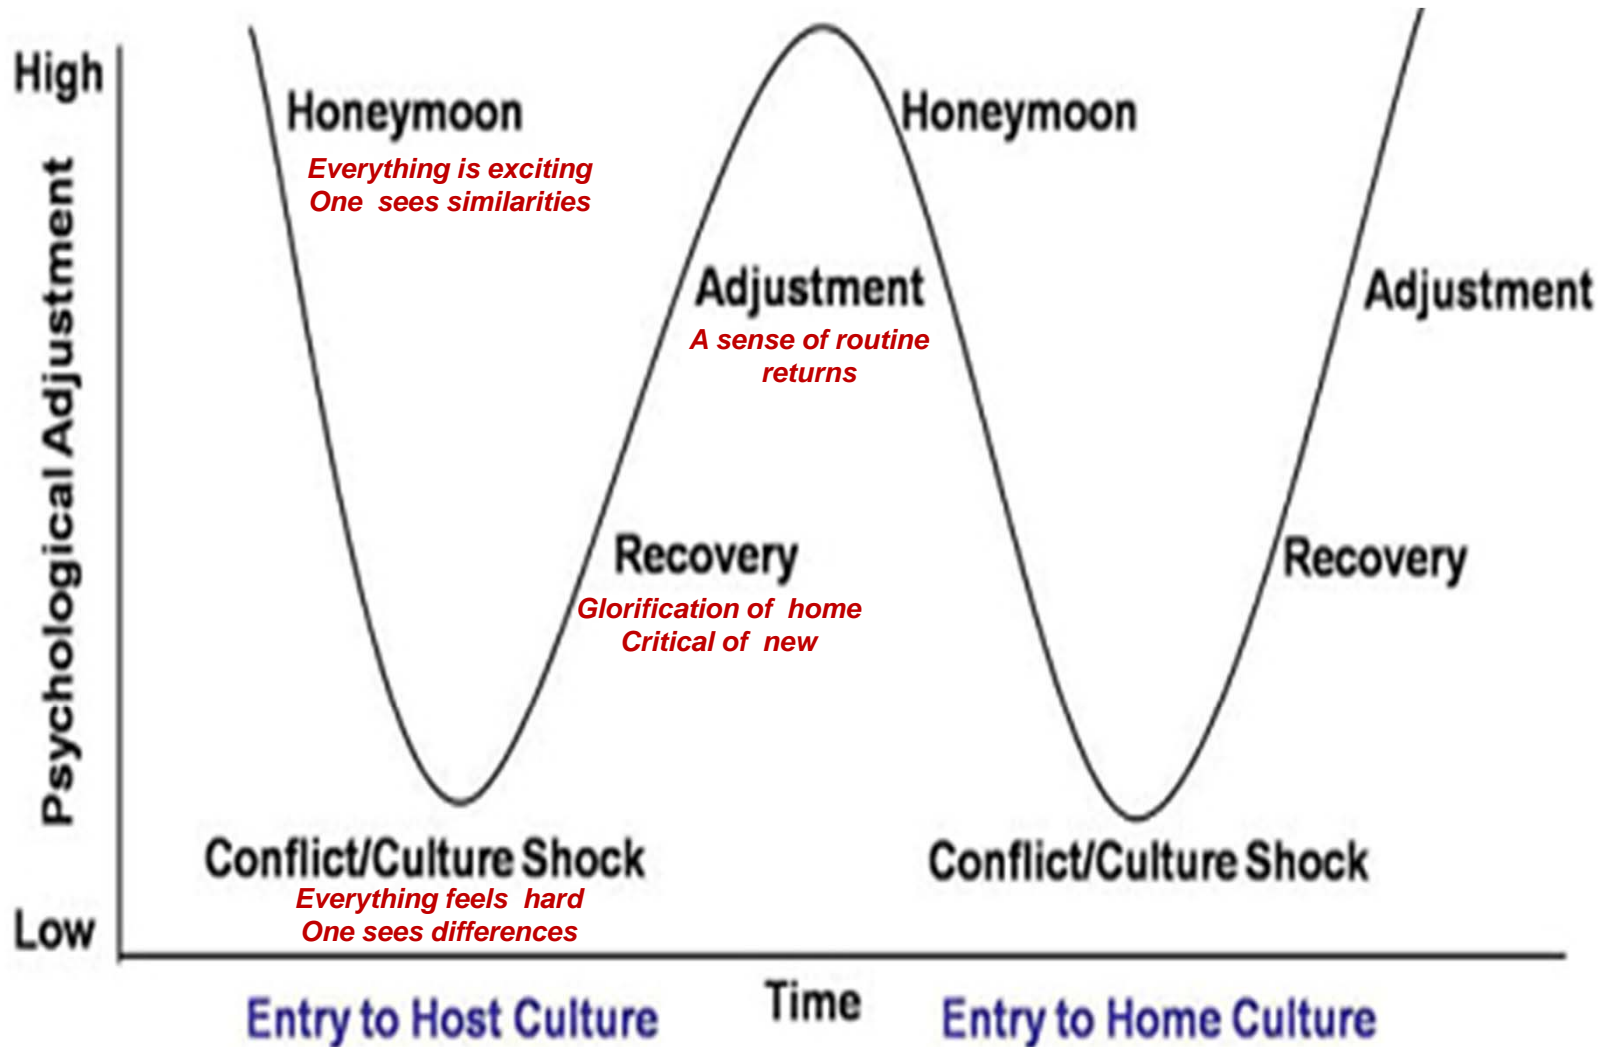 High
Honeymoon
Everything is exciting
One sees similarities
Honeymoon
Psychological Adjustment
Adjustment
A sense of routine
returns
Adjustment
Recovery
Glorification of home
Critical of new
Recovery
Conflict/Culture Shock
Everything feels hard
One sees differences
Conflict/Culture Shock
Low
Time
Entry to Host Culture
Entry to Home Culture